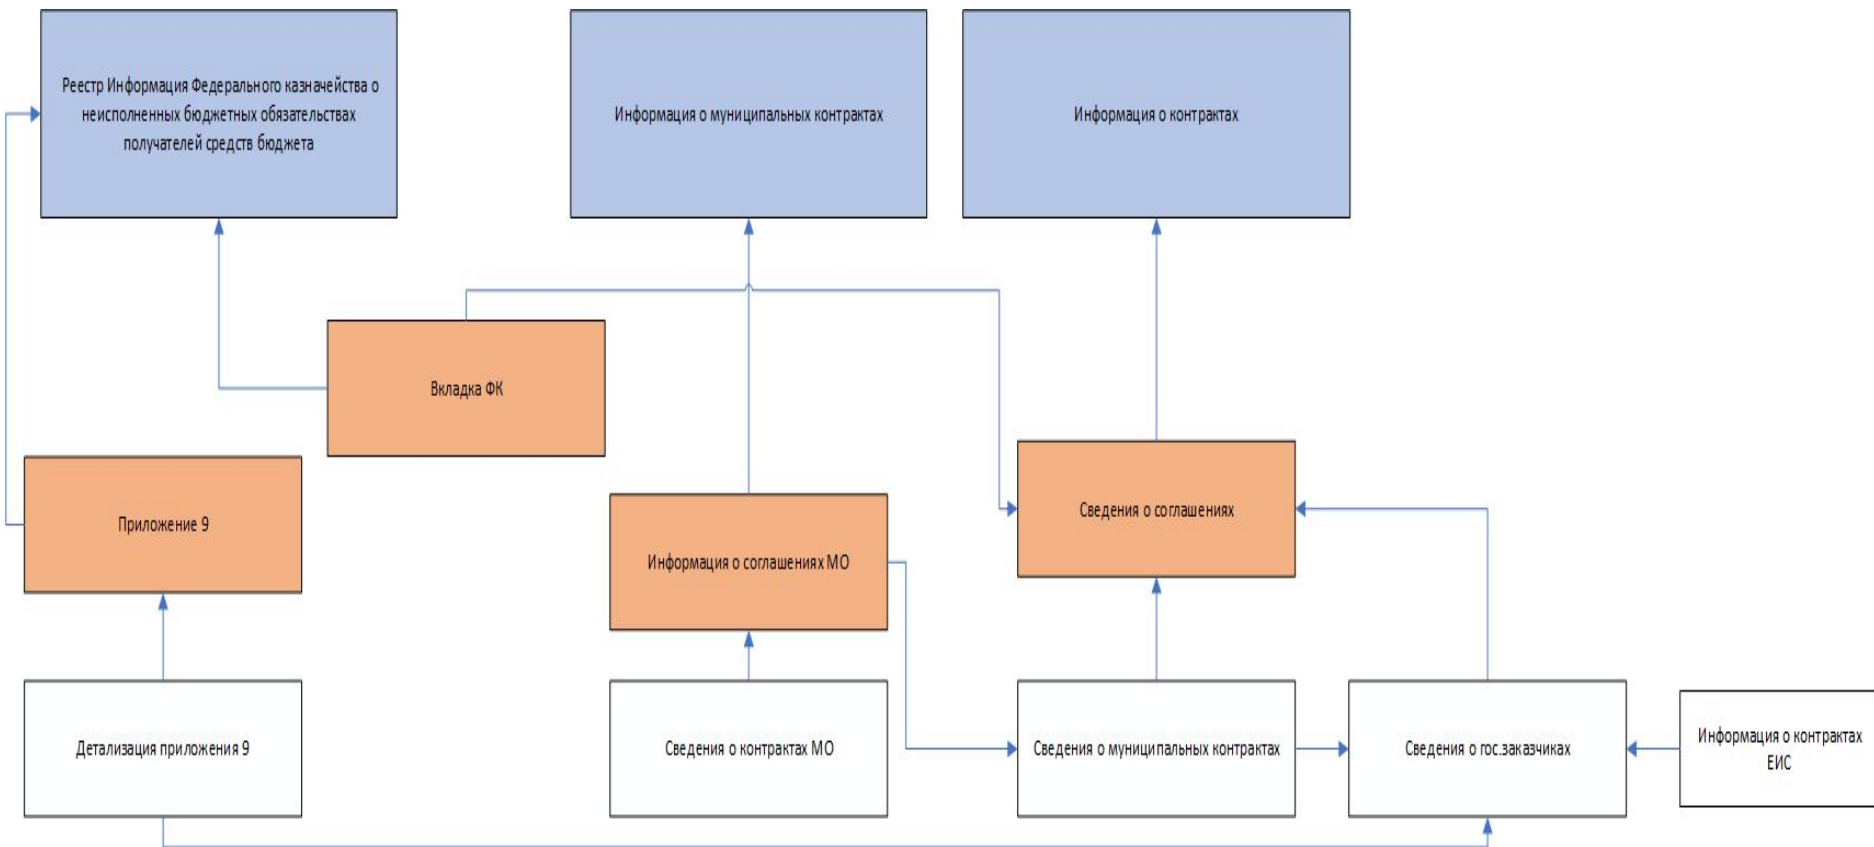 Реестр Информация Федерального казначейства о
неисполненных бюджетных обязательствах
получателей средств бюджета
Информация о муниципальных контрактах
Информация о контрактах
Вкладка ФК
Приложение 9
Информация о соглашениях МО
Сведения о соглашениях
Детализация приложения 9
Сведения о контрактах МО
Сведения о муниципальных контрактах
Сведения о гос.заказчиках
Информация о контрактах
ЕИС